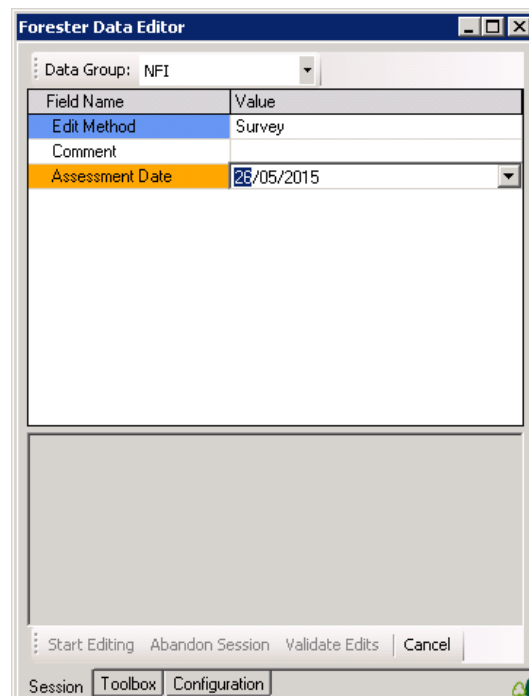 Forester Data Editor
Data Group: NFI
Field Name Value
Edit Method Survey
Comment
Assessment Date 26/05/2015
Start Editing Abandon Session Validate Edits Cancel
Session Toolbox Configuration